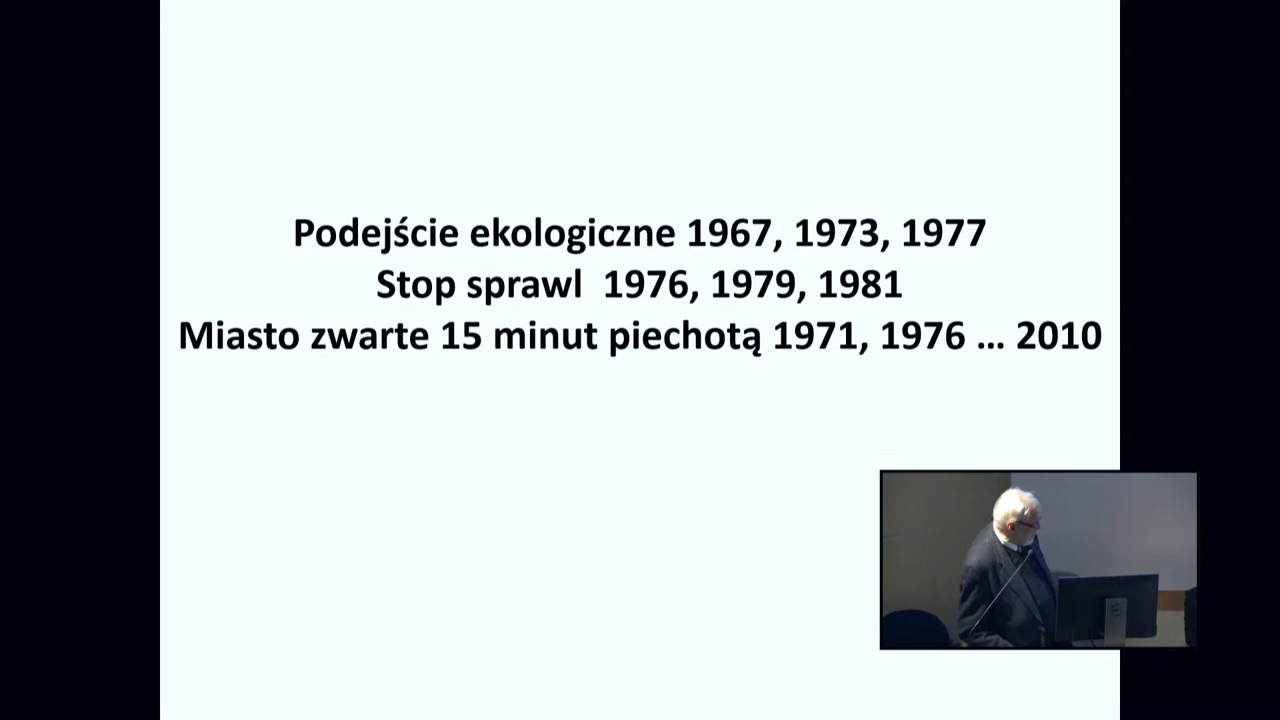 Podejście ekologiczne 1967, 1973, 1977
Stop sprawl 1976, 1979, 1981
Miasto zwarte 15 minut piechotą 1971, 1976 ... 2010